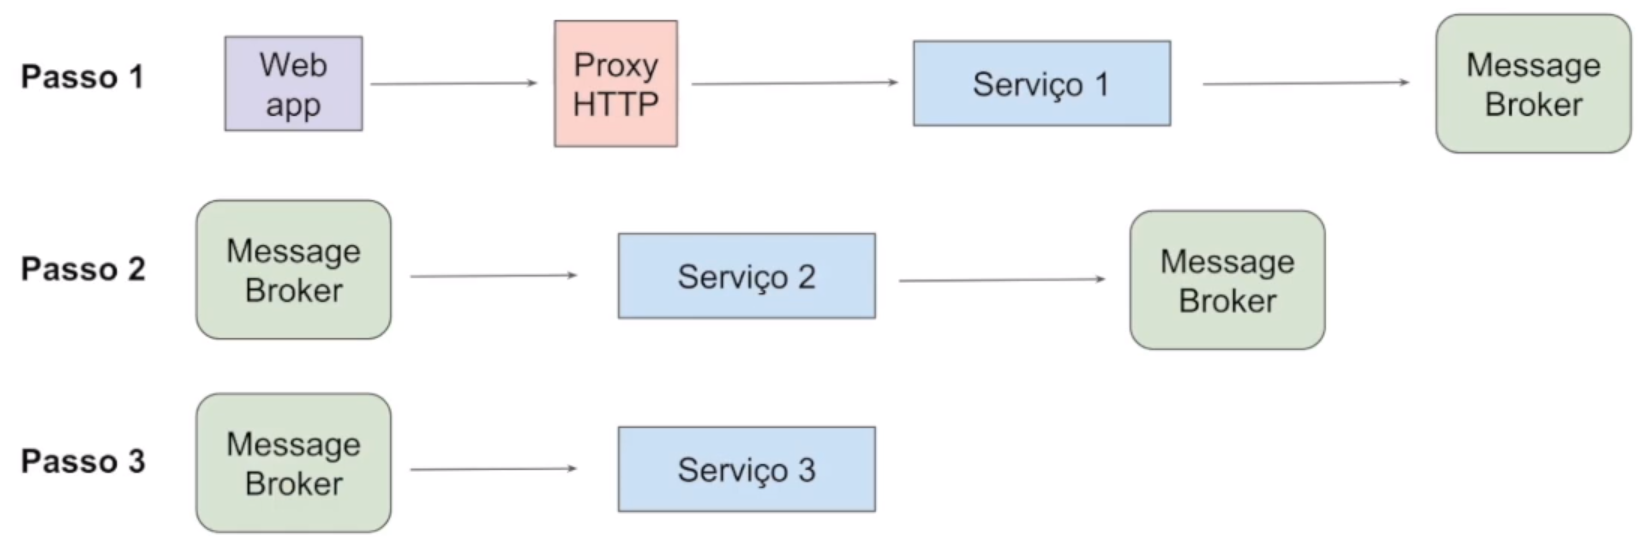 Passo 1
Web
app
Proxy
HTTP
Serviço 1
Message
Broker
Passo 2
Message
Broker
Serviço 2
Message
Broker
Passo 3
Message
Broker
Serviço 3